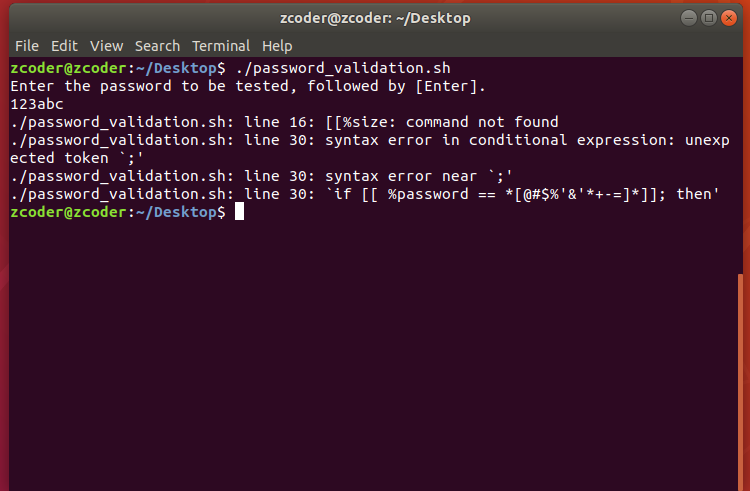 zcoder@zcoder: ~/Desktop
File Edit View Search Terminal Help
zcoder@zcoder:~/Desktop$ ./password_validation.sh
Enter the password to be tested, followed by [Enter].
123abc
./password_validation.sh: line 16: [[%size: command not found
./password_validation.sh: line 30: syntax error in conditional expression: unexp
ected token `;'
./password_validation.sh: line 30: syntax error near `;'
./password_validation.sh: line 30: `if [[ %password == *[@#$%'&'*+-=]*]]; then'
zcoder@zcoder:~/Desktop$